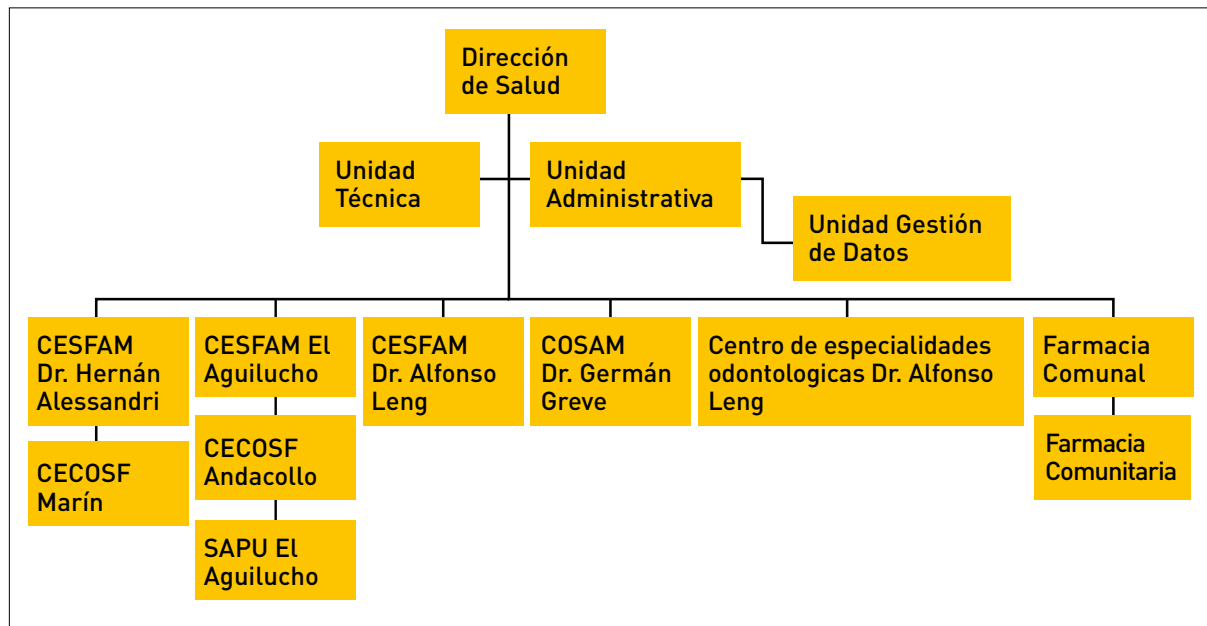 Dirección
de Salud
Unidad
Técnica
Unidad
Administrativa
Unidad Gestión
de Datos
CESFAM
Dr. Hernán
Alessandri
CESFAM El
Aguilucho
CESFAM
Dr. Alfonso
Leng
COSAM
Dr. Germán
Greve
Centro de especialidades
odontologicas Dr. Alfonso
Leng
Farmacia
Comunal
CECOSF
Marín
CECOSF
Andacollo
Farmacia
Comunitaria
SAPU El
Aguilucho